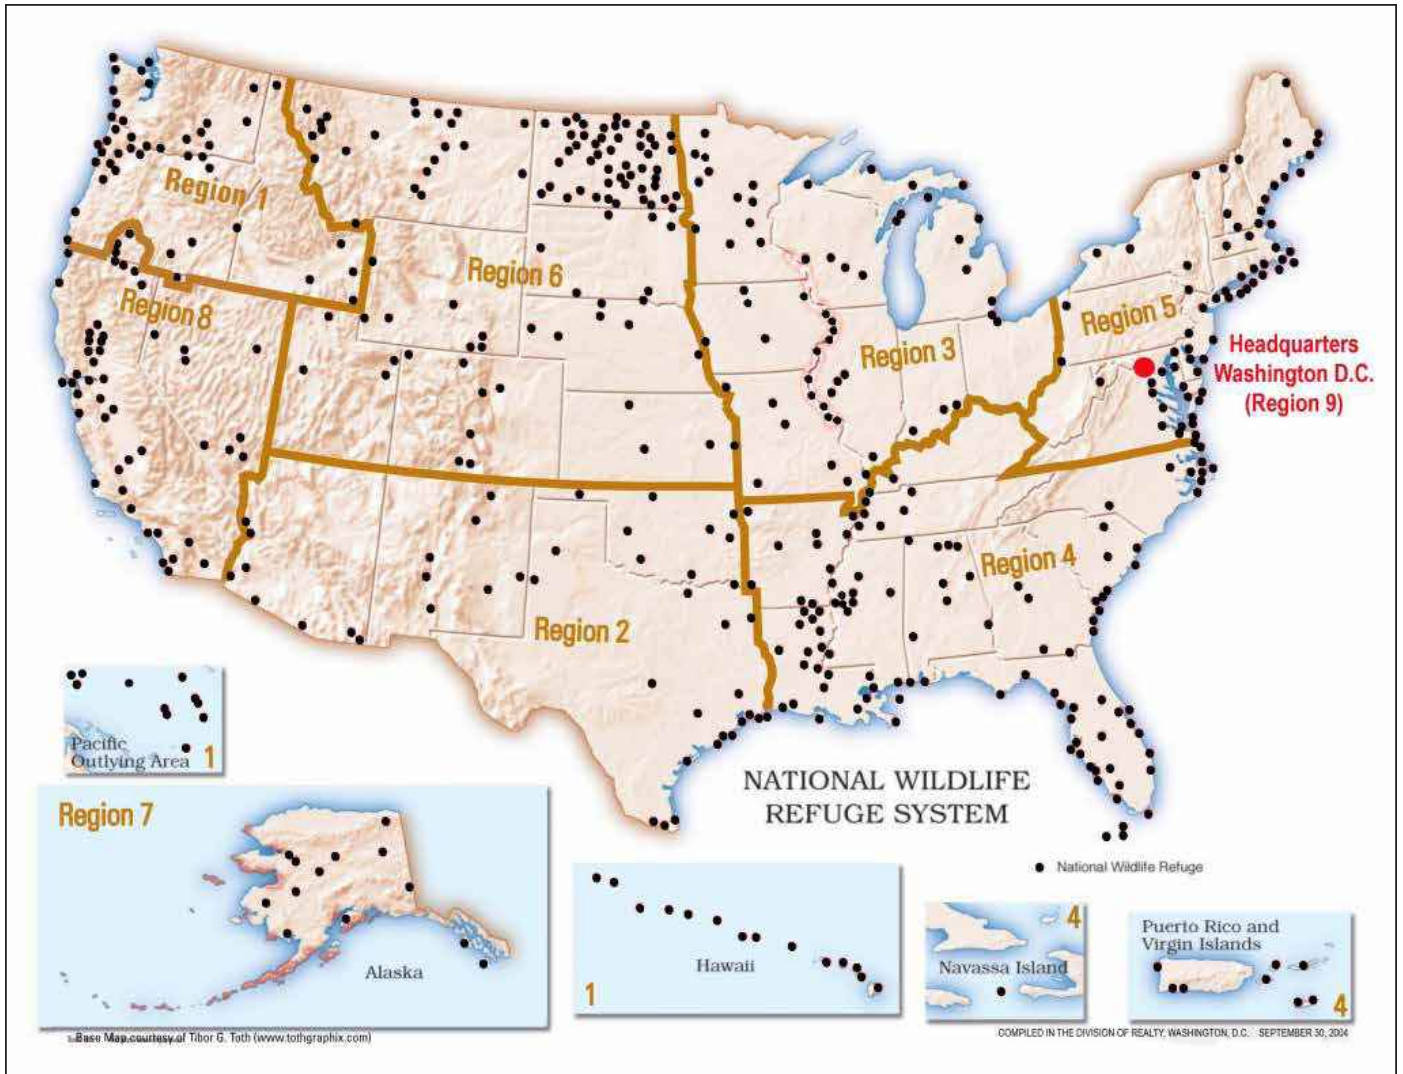 Region 1
Region 6
Region 8
Region 3
Region 5
Headquarters
Washington D.C.
(Region 9)
Region 4
Region 2
Pacific
Outlying Area 1
NATIONAL WILDLIFE
REFUGE SYSTEM
Region 7
Alaska
National Wildlife Refuge
Hawaii
1
4
Navassa Island
Puerto Rico and
Virgin Islands
4
Base Map courtesy of Tibor G. Toth (www.tothgraphix.com)
COMPILED IN THE DIVISION OF REALTY, WASHINGTON, D.C. SEPTEMBER 30, 2004